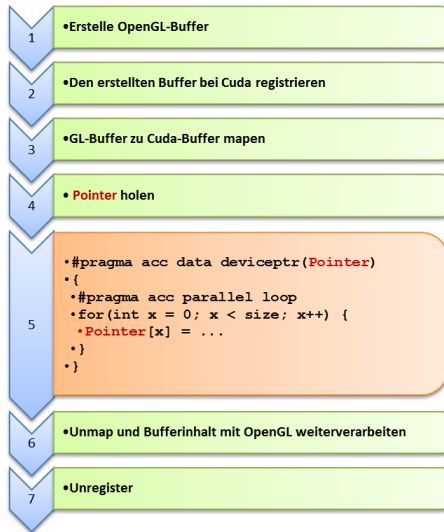 1
•Erstelle OpenGL-Buffer
2
•Den erstellten Buffer bei Cuda registrieren
3
•GL-Buffer zu Cuda-Buffer mapen
4
• Pointer holen
5
•#pragma acc data deviceptr(Pointer)
•{
•#pragma acc parallel loop
•for(int x = 0; x < size; x++) {
•Pointer[x] = ...
•}
•}
6
•Unmap und Bufferinhalt mit OpenGL weiterverarbeiten
7
•Unregister